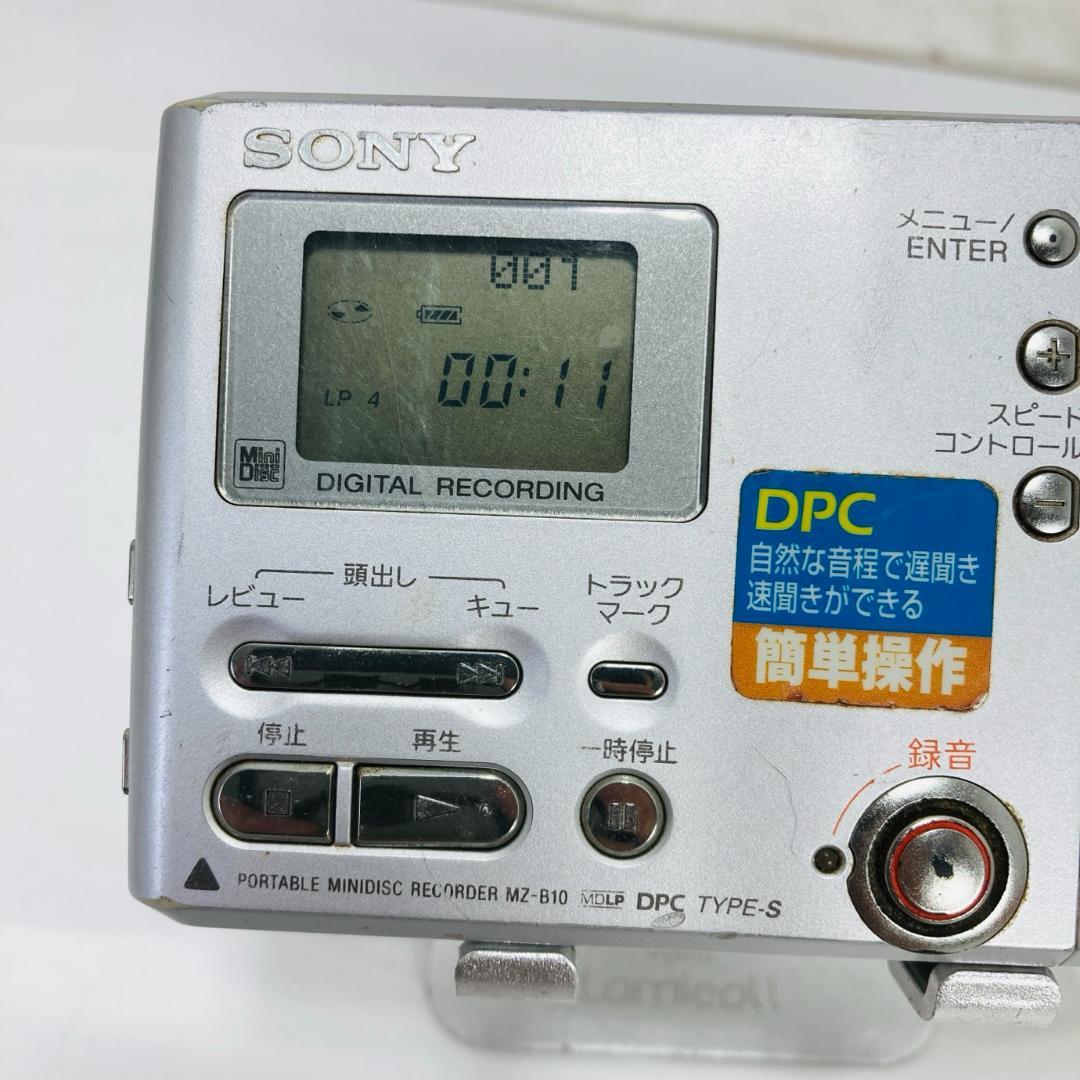 SONY
メニュー/
ENTER
001
LP 4
00:11
Mini
Disc
DIGITAL RECORDING
スピード
コントロール
DPC
自然な音程で遅聞き
速聞きができる
簡単操作
頭出し
レビュー
キュー
トラック
マーク
停止
再生
一時停止
録音
PORTABLE MINIDISC RECORDER MZ-B10 MDLP DPC TYPE-S
Lamicall